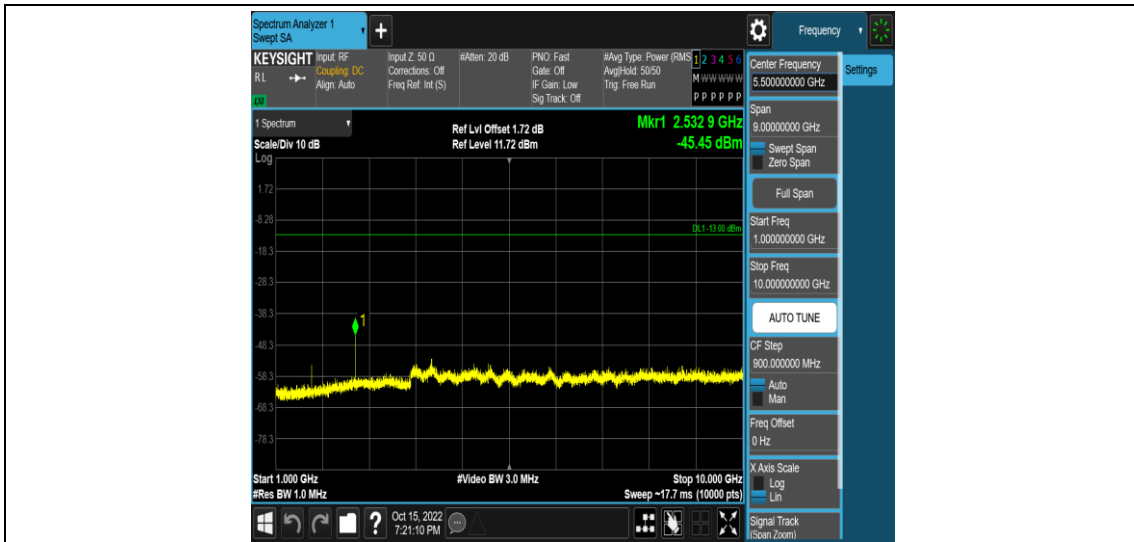 Spectrum Analyzer 1
Swept SA
+
Frequency
KEYSIGHT
RL
LXI
Input: RF
Coupling: DC
Align: Auto
Input Z: 50 Ω
Corrections: Off
Freq Ref: Int (S)
#Atten: 20 dB
PNO: Fast
Gate: Off
IF Gain: Low
Sig Track: Off
#Avg Type: Power (RMS
Avg|Hold: 50/50
Trig: Free Run
1 2 3 4 5 6
M W W W W W
P P P P P P
1 Spectrum
Scale/Div 10 dB
Log
Ref Lvl Offset 1.72 dB
Ref Level 11.72 dBm
Mkr1 2.532 9 GHz
-45.45 dBm
1.72
-8.28
DL1 -13.00 dBm
-18.3
-28.3
-38.3
1
-48.3
-58.3
-68.3
-78.3
Start 1.000 GHz
#Res BW 1.0 MHz
#Video BW 3.0 MHz
Stop 10.000 GHz
Sweep ~17.7 ms (10000 pts)
Center Frequency
5.500000000 GHz
Settings
Span
9.00000000 GHz
Swept Span
Zero Span
Full Span
Start Freq
1.000000000 GHz
Stop Freq
10.000000000 GHz
AUTO TUNE
CF Step
900.000000 MHz
Auto
Man
Freq Offset
0 Hz
X Axis Scale
Log
Lin
Signal Track
(Span Zoom)
?
Oct 15, 2022
7:21:10 PM